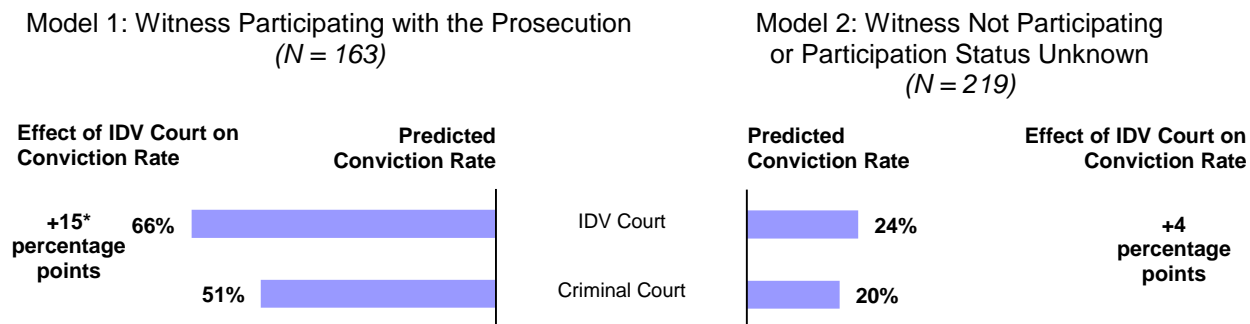 Model 1: Witness Participating with the Prosecution
(N = 163)
Model 2: Witness Not Participating
or Participation Status Unknown
(N = 219)
Effect of IDV Court on
Conviction Rate
Predicted
Conviction Rate
Predicted
Conviction Rate
Effect of IDV Court on
Conviction Rate
+15*
percentage
points
66%
IDV Court
24%
+4
percentage
points
51%
Criminal Court
20%